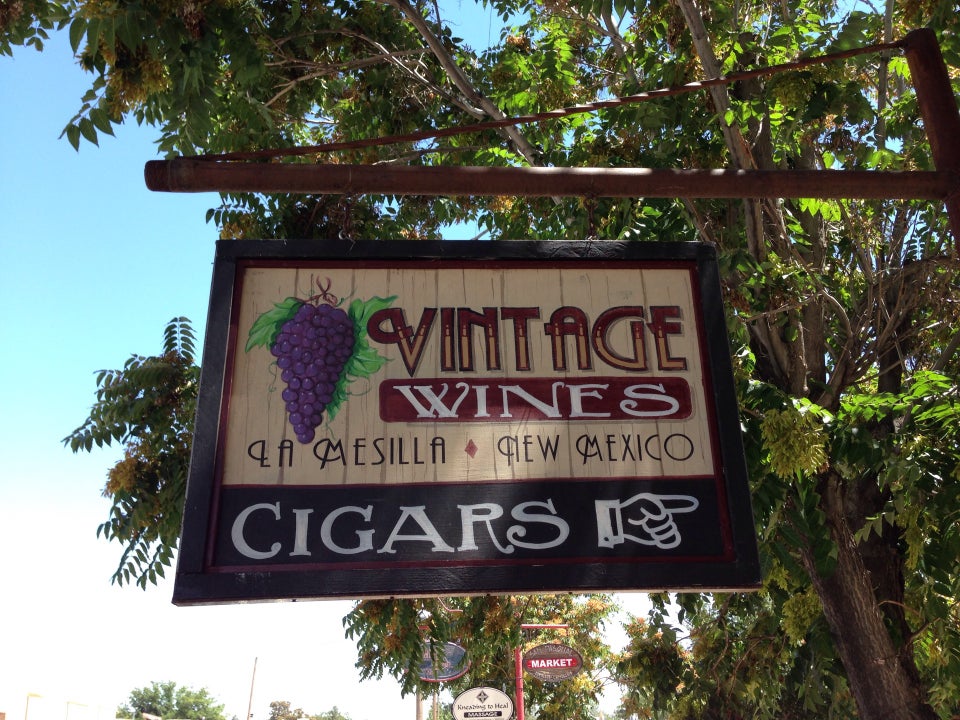 VINTAGE
WINES
LA MESILLA ♦ NEW MEXICO
CIGARS
MARKET
Kneading to Heal
MASSAGE